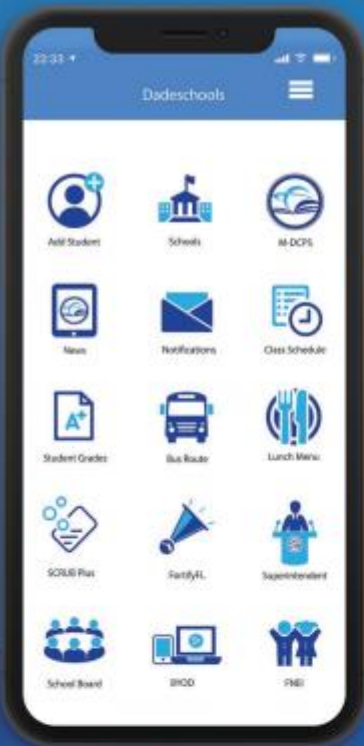 22:33
Dadeschools
Add Student
Schools
M-DCPS
News
Notifications
Class Schedule
A+
Student Grades
Bus Route
Lunch Menu
SCRUB Plus
FortifyFL
Superintendent
School Board
BYOD